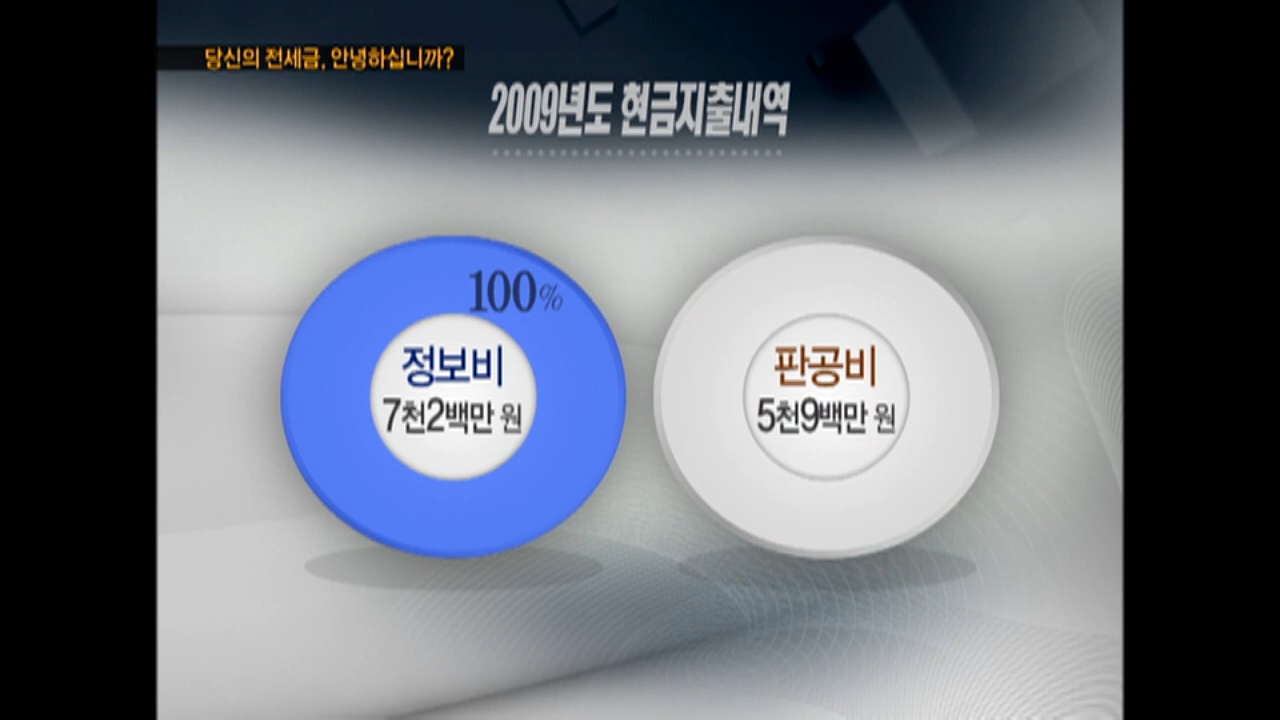 당신의 전세금, 안녕하십니까?
2009년도 현금지출내역
100%
정보비
7천2백만 원
판공비
5천9백만 원